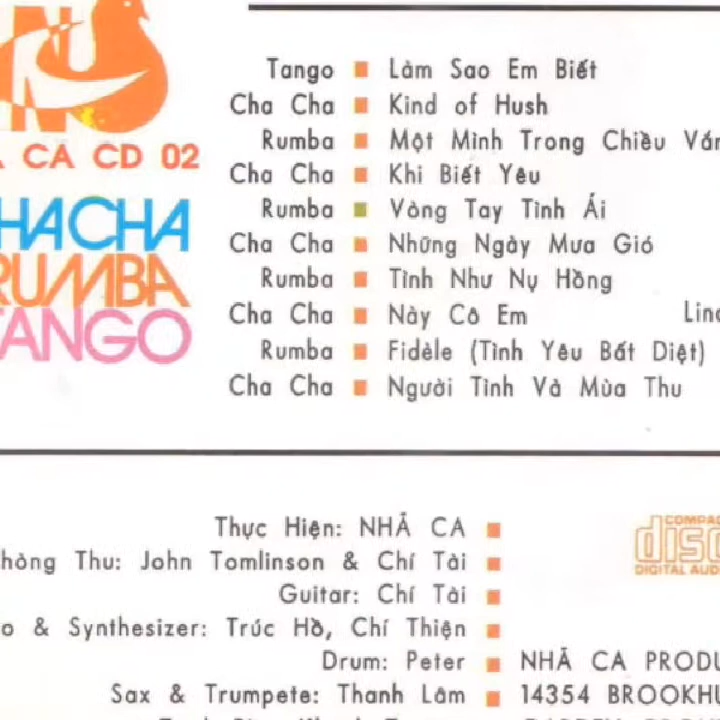 CA CD 02
HACHA
RUMBA
TANGO
Tango Làm Sao Em Biết
Cha Cha Kind of Hush
Rumba Một Mình Trong Chiều
Cha Cha Khi Biết Yêu
Rumba Vòng Tay Tình Ái
Cha Cha Những Ngày Mưa Gió
Rumba Tình Như Nụ Hồng
Cha Cha Này Cô Em
Rumba Fidèle (Tình Yêu Bất Diệt)
Cha Cha Người Tình Và Mùa Thu
Thực Hiện: NHÃ CA
Thu: John Tomlinson & Chí Tài
Guitar: Chí Tài
& Synthesizer: Trúc Hồ, Chí Thiện
Drum: Peter
Sax & Trumpete: Thanh Lâm
COMPAC
disc
DIGITAL AUD
NHÃ CA PRODU
14354 BROOKHU